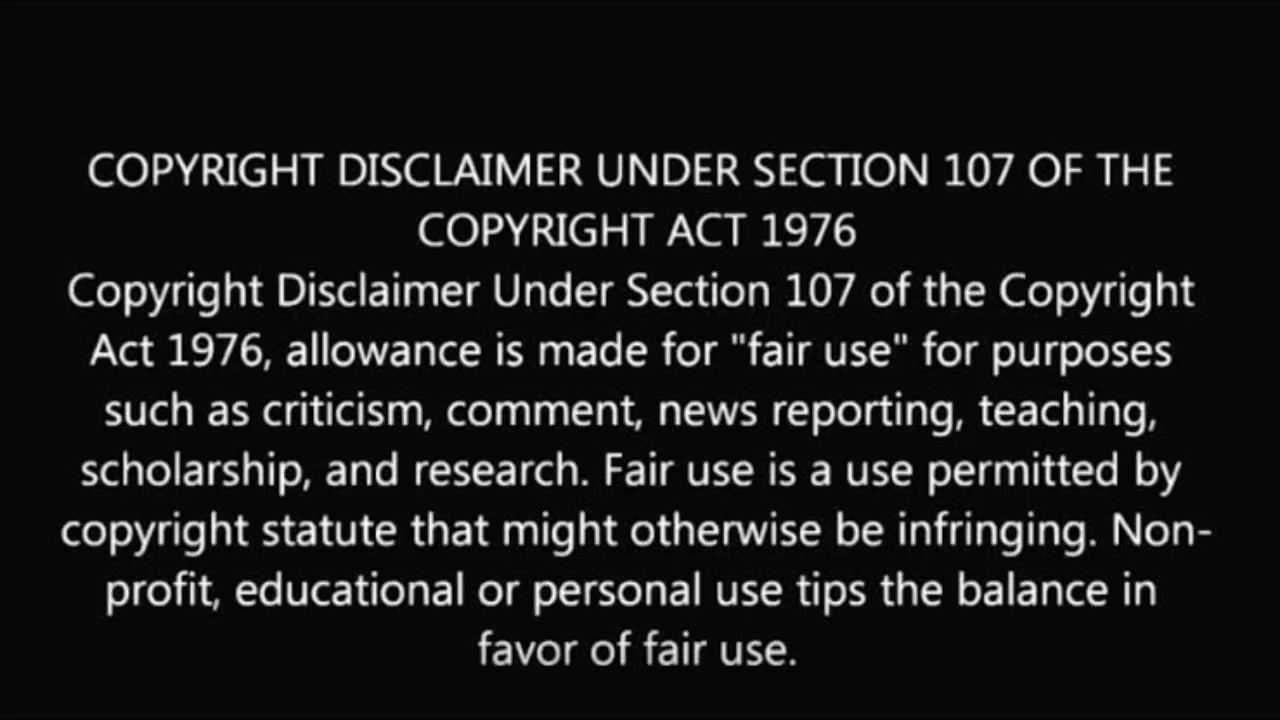 COPYRIGHT DISCLAIMER UNDER SECTION 107 OF THE
COPYRIGHT ACT 1976
Copyright Disclaimer Under Section 107 of the Copyright
Act 1976, allowance is made for "fair use" for purposes
such as criticism, comment, news reporting, teaching,
scholarship, and research. Fair use is a use permitted by
copyright statute that might otherwise be infringing. Non-
profit, educational or personal use tips the balance in
favor of fair use.